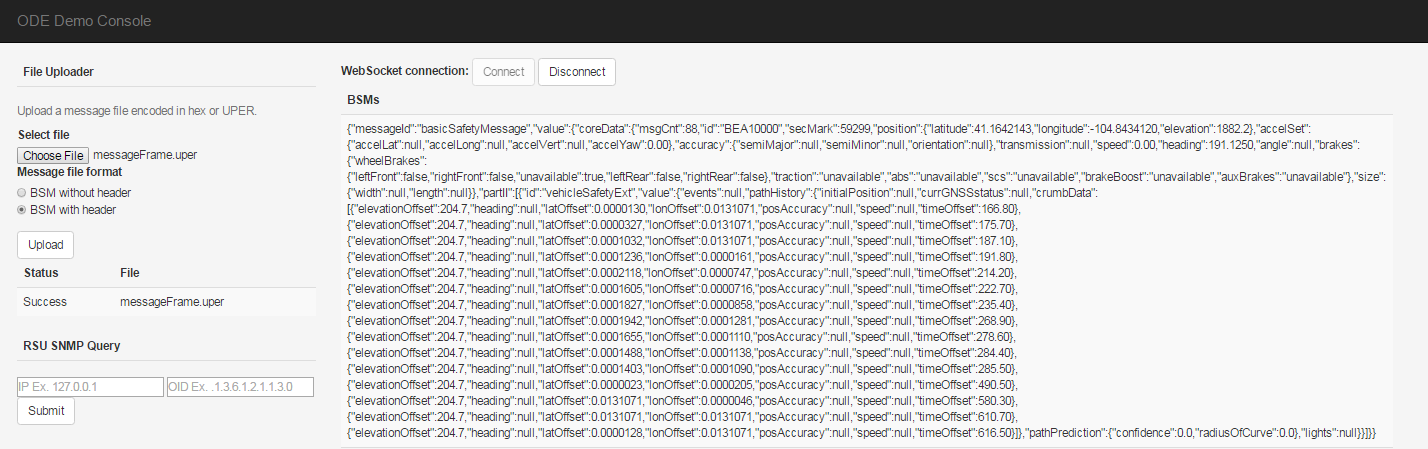 ODE Demo Console
File Uploader
Upload a message file encoded in hex or UPER.
Select file
Choose File messageFrame.uper
Message file format
BSM without header
BSM with header
Upload
Status File
Success messageFrame.uper
RSU SNMP Query
IP Ex. 127.0.0.1 OID Ex. .1.3.6.1.2.1.1.3.0
Submit
WebSocket connection: Connect Disconnect
BSMs
{"messageId":"basicSafetyMessage","value":{"coreData":{"msgCnt":88,"id":"BEA10000","secMark":59299,"position":{"latitude":41.1642143,"longitude":-104.8434120,"elevation":1882.2},"accelSet":
{"accelLat":null,"accelLong":null,"accelVert":null,"accelYaw":0.00},"accuracy":{"semiMajor":null,"semiMinor":null,"orientation":null},"transmission":null,"speed":0.00,"heading":191.1250,"angle":null,"brakes":
{"wheelBrakes":
{"leftFront":false,"rightFront":false,"unavailable":true,"leftRear":false,"rightRear":false},"traction":"unavailable","abs":"unavailable","scs":"unavailable","brakeBoost":"unavailable","auxBrakes":"unavailable"},"size":
{"width":null,"length":null}},"partII":[{"id":"vehicleSafetyExt","value":{"events":null,"pathHistory":{"initialPosition":null,"currGNSSstatus":null,"crumbData":
[{"elevationOffset":204.7,"heading":null,"latOffset":0.0000130,"lonOffset":0.0131071,"posAccuracy":null,"speed":null,"timeOffset":166.80},
{"elevationOffset":204.7,"heading":null,"latOffset":0.0000327,"lonOffset":0.0131071,"posAccuracy":null,"speed":null,"timeOffset":175.70},
{"elevationOffset":204.7,"heading":null,"latOffset":0.0001032,"lonOffset":0.0131071,"posAccuracy":null,"speed":null,"timeOffset":187.10},
{"elevationOffset":204.7,"heading":null,"latOffset":0.0001236,"lonOffset":0.0000161,"posAccuracy":null,"speed":null,"timeOffset":191.80},
{"elevationOffset":204.7,"heading":null,"latOffset":0.0002118,"lonOffset":0.0000747,"posAccuracy":null,"speed":null,"timeOffset":214.20},
{"elevationOffset":204.7,"heading":null,"latOffset":0.0001605,"lonOffset":0.0000716,"posAccuracy":null,"speed":null,"timeOffset":222.70},
{"elevationOffset":204.7,"heading":null,"latOffset":0.0001827,"lonOffset":0.0000858,"posAccuracy":null,"speed":null,"timeOffset":235.40},
{"elevationOffset":204.7,"heading":null,"latOffset":0.0001942,"lonOffset":0.0001281,"posAccuracy":null,"speed":null,"timeOffset":268.90},
{"elevationOffset":204.7,"heading":null,"latOffset":0.0001655,"lonOffset":0.0001110,"posAccuracy":null,"speed":null,"timeOffset":278.60},
{"elevationOffset":204.7,"heading":null,"latOffset":0.0001488,"lonOffset":0.0001138,"posAccuracy":null,"speed":null,"timeOffset":284.40},
{"elevationOffset":204.7,"heading":null,"latOffset":0.0001403,"lonOffset":0.0001090,"posAccuracy":null,"speed":null,"timeOffset":285.50},
{"elevationOffset":204.7,"heading":null,"latOffset":0.0000023,"lonOffset":0.0000205,"posAccuracy":null,"speed":null,"timeOffset":490.50},
{"elevationOffset":204.7,"heading":null,"latOffset":0.0131071,"lonOffset":0.0000046,"posAccuracy":null,"speed":null,"timeOffset":580.30},
{"elevationOffset":204.7,"heading":null,"latOffset":0.0131071,"lonOffset":0.0131071,"posAccuracy":null,"speed":null,"timeOffset":610.70},
{"elevationOffset":204.7,"heading":null,"latOffset":0.0000128,"lonOffset":0.0131071,"posAccuracy":null,"speed":null,"timeOffset":616.50}]},"pathPrediction":{"confidence":0.0,"radiusOfCurve":0.0},"lights":null}}]}}